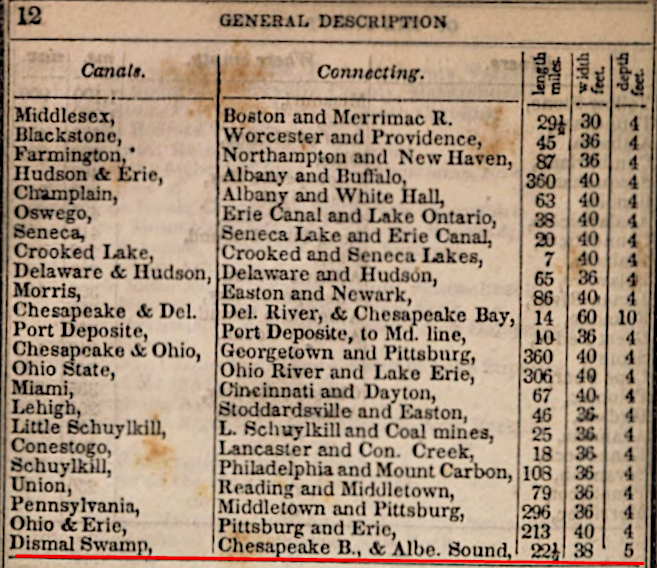 12 GENERAL DESCRIPTION
Canals. Connecting. length miles. width feet. depth feet.
Middlesex, Boston and Merrimac R. 29½ 30 4
Blackstone, Worcester and Providence, 45 36 4
Farmington, Northampton and New Haven, 87 36 4
Hudson & Erie, Albany and Buffalo, 360 40 4
Champlain, Albany and White Hall, 63 40 4
Oswego, Erie Canal and Lake Ontario, 38 40 4
Seneca, Seneca Lake and Erie Canal, 20 40 4
Crooked Lake, Crooked and Seneca Lakes, 7 40 4
Delaware & Hudson, Delaware and Hudson, 65 36 4
Morris, Easton and Newark, 86 40 4
Chesapeake & Del. Del. River, & Chesapeake Bay, 14 60 10
Port Deposite, Port Deposite, to Md. line, 10 36 4
Chesapeake & Ohio, Georgetown and Pittsburg, 360 40 4
Ohio State, Ohio River and Lake Erie, 306 40 4
Miami, Cincinnati and Dayton, 67 40 4
Lehigh, Stoddardsville and Easton, 46 36 4
Little Schuylkill, L. Schuylkill and Coal mines, 25 36 4
Conestogo, Lancaster and Con. Creek, 18 36 4
Schuylkill, Philadelphia and Mount Carbon, 108 36 4
Union, Reading and Middletown, 79 36 4
Pennsylvania, Middletown and Pittsburg, 296 36 4
Ohio & Erie, Pittsburg and Erie, 213 40 4
Dismal Swamp, Chesapeake B., & Albe. Sound, 22½ 38 5